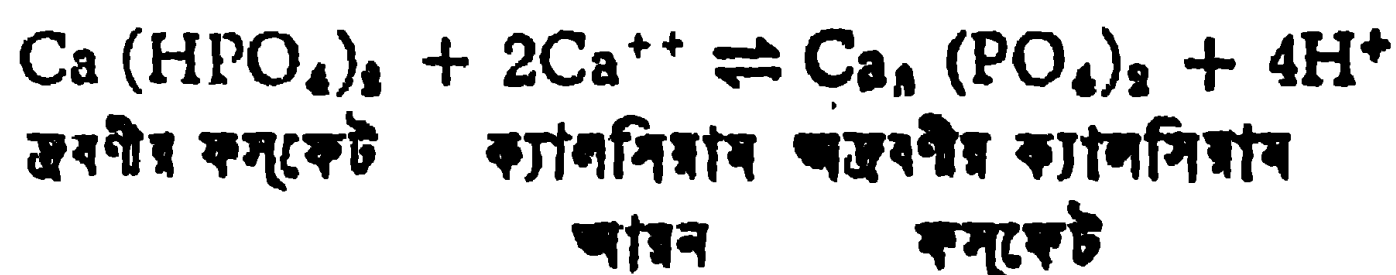 Ca (HPO₄)₂ + 2Ca⁺⁺ ⇌ Ca₃ (PO₄)₂ + 4H⁺
দ্রবণীয় ফস্ফেট ক্যালসিয়াম অদ্রবণীয় ক্যালসিয়াম
আয়ন ফস্ফেট